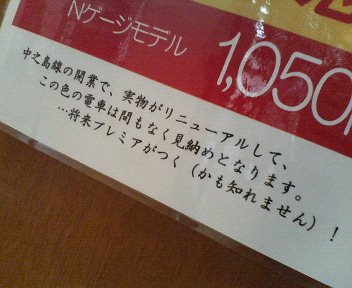 Nゲージモデル
1,050
中之島線の開業で、実物がリニューアルして、
この色の電車は間もなく見納めとなります。
…将来プレミアがつく（かも知れません）！